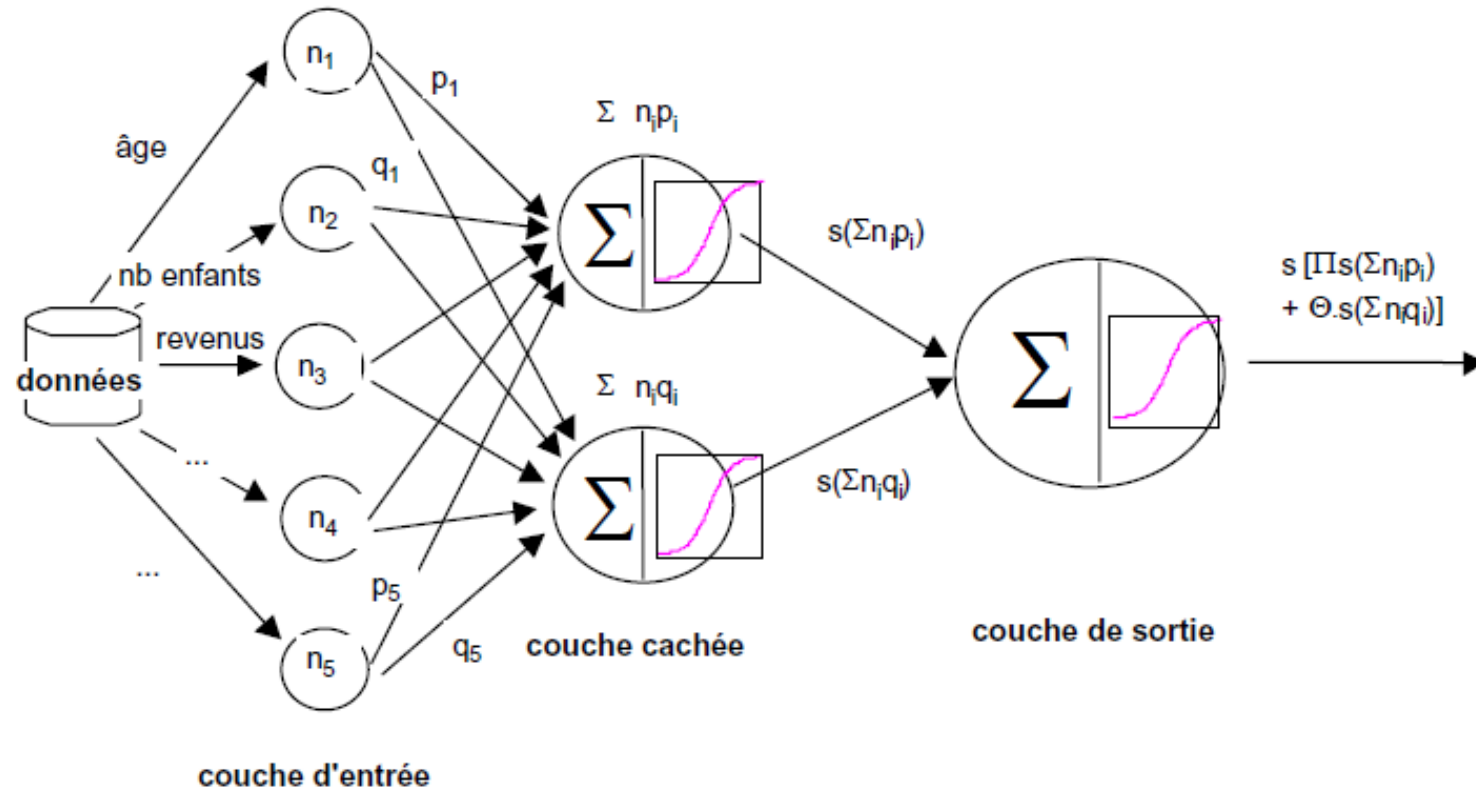 n1
p1
âge
Σ nipi
q1
n2
s(Σnipi)
s [Πs(Σnipi)
+ Θ.s(Σniqi)]
nb enfants
Σ
revenus
données
n3
Σ
Σ niqi
...
n4
Σ
s(Σniqi)
...
p5
n5
q5
couche cachée
couche de sortie
couche d'entrée